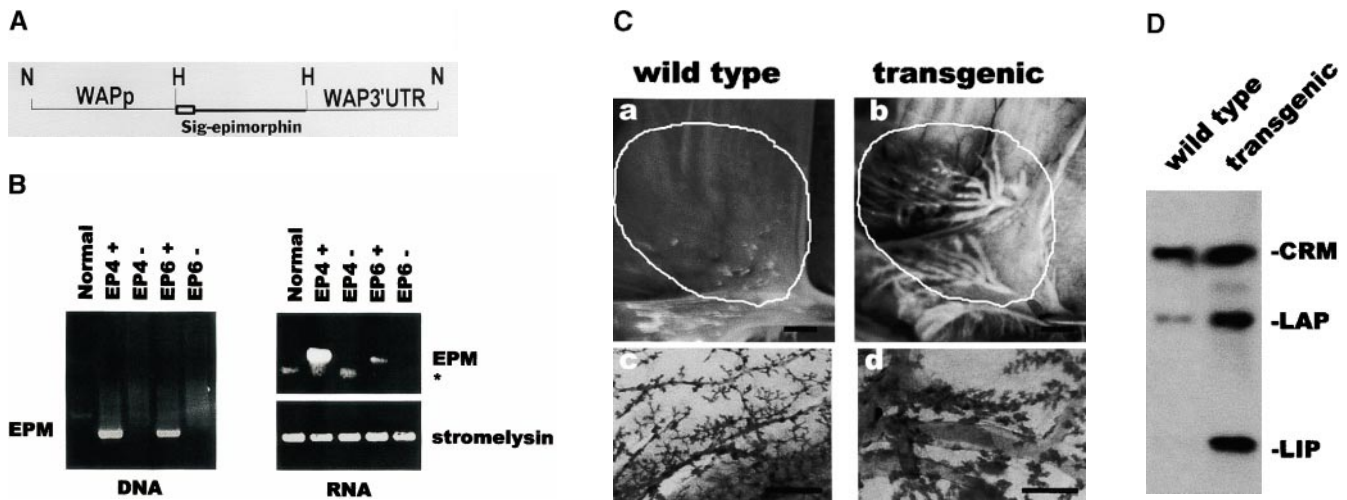 A
N H H N
WAPp WAP3'UTR
Sig-epimorphin
B
Normal
EP4 +
EP4 -
EP6 +
EP6 -
EPM
DNA
Normal
EP4 +
EP4 -
EP6 +
EP6 -
EPM
*
stromelysin
RNA
C
wild type transgenic
a b
c d
D
wild type
transgenic
-CRM
-LAP
-LIP